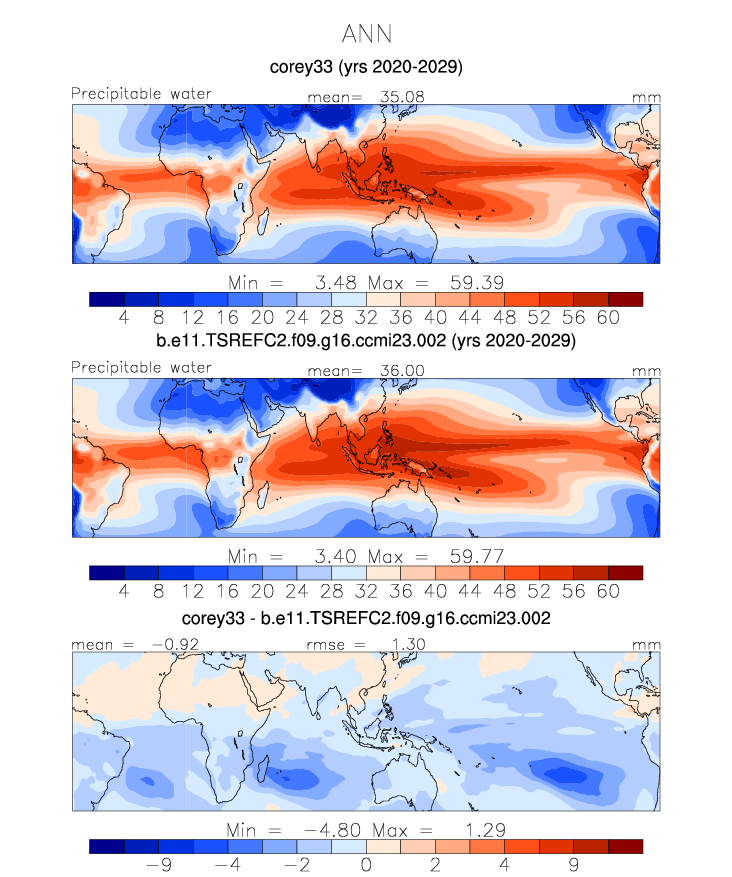 ANN
corey33 (yrs 2020-2029)
Precipitable water mean= 35.08 mm
Min = 3.48 Max = 59.39
4 8 12 16 20 24 28 32 36 40 44 48 52 56 60
b.e11.TSREFC2.f09.g16.ccmi23.002 (yrs 2020-2029)
Precipitable water mean= 36.00 mm
Min = 3.40 Max = 59.77
4 8 12 16 20 24 28 32 36 40 44 48 52 56 60
corey33 - b.e11.TSREFC2.f09.g16.ccmi23.002
mean = -0.92 rmse = 1.30 mm
Min = -4.80 Max = 1.29
-9 -4 -2 0 2 4 9